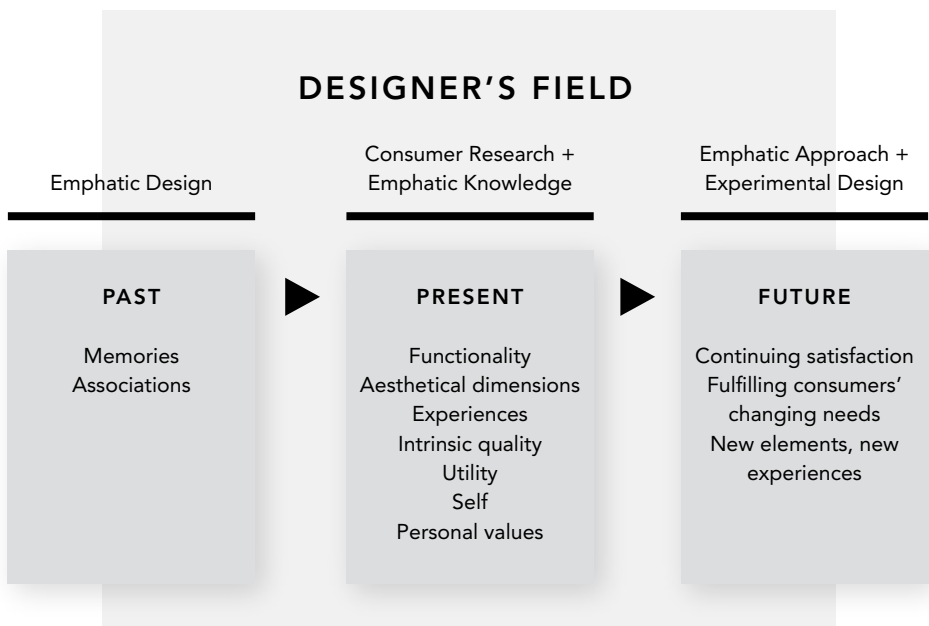 DESIGNER’S FIELD
Emphatic Design
Consumer Research +
Emphatic Knowledge
Emphatic Approach +
Experimental Design
PAST
Memories
Associations
PRESENT
Functionality
Aesthetical dimensions
Experiences
Intrinsic quality
Utility
Self
Personal values
FUTURE
Continuing satisfaction
Fulfilling consumers’
changing needs
New elements, new
experiences